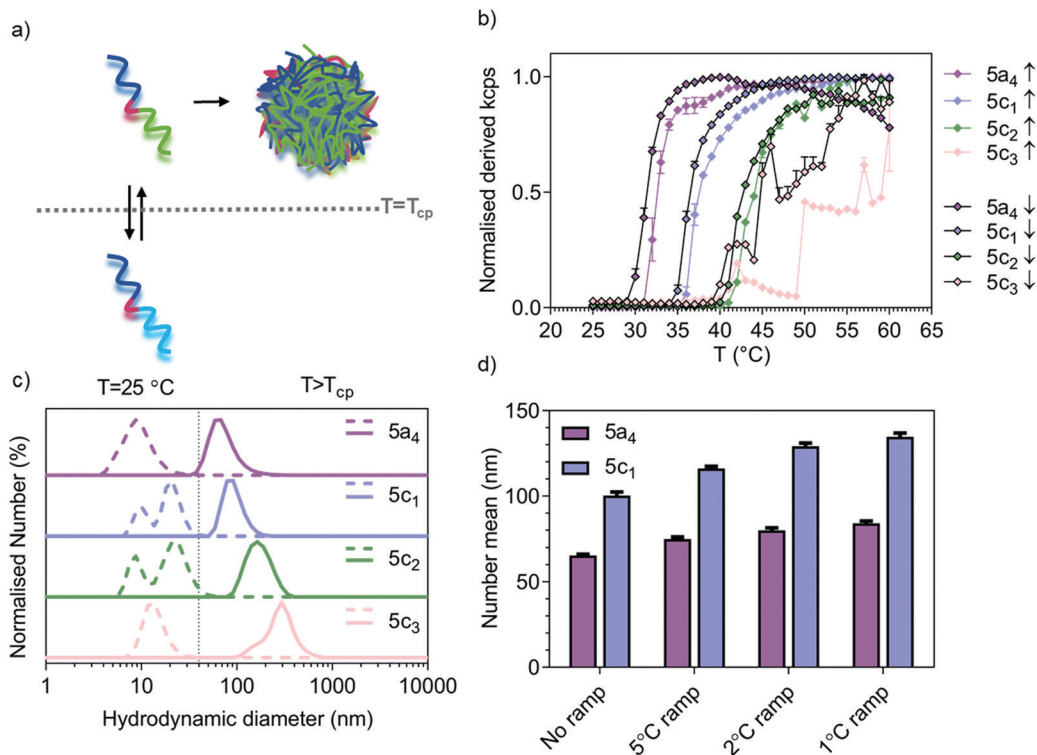 a)
T=Tcp
b)
Normalised derived kcps
1.0
0.5
0.0
20 25 30 35 40 45 50 55 60 65
T (°C)
5a4 ↑
5c1 ↑
5c2 ↑
5c3 ↑
5a4 ↓
5c1 ↓
5c2 ↓
5c3 ↓
c)
T=25 °C T>Tcp
Normalised Number (%)
5a4
5c1
5c2
5c3
1 10 100 1000 10000
Hydrodynamic diameter (nm)
d)
Number mean (nm)
150
100
50
0
5a4
5c1
No ramp
5°C ramp
2°C ramp
1°C ramp